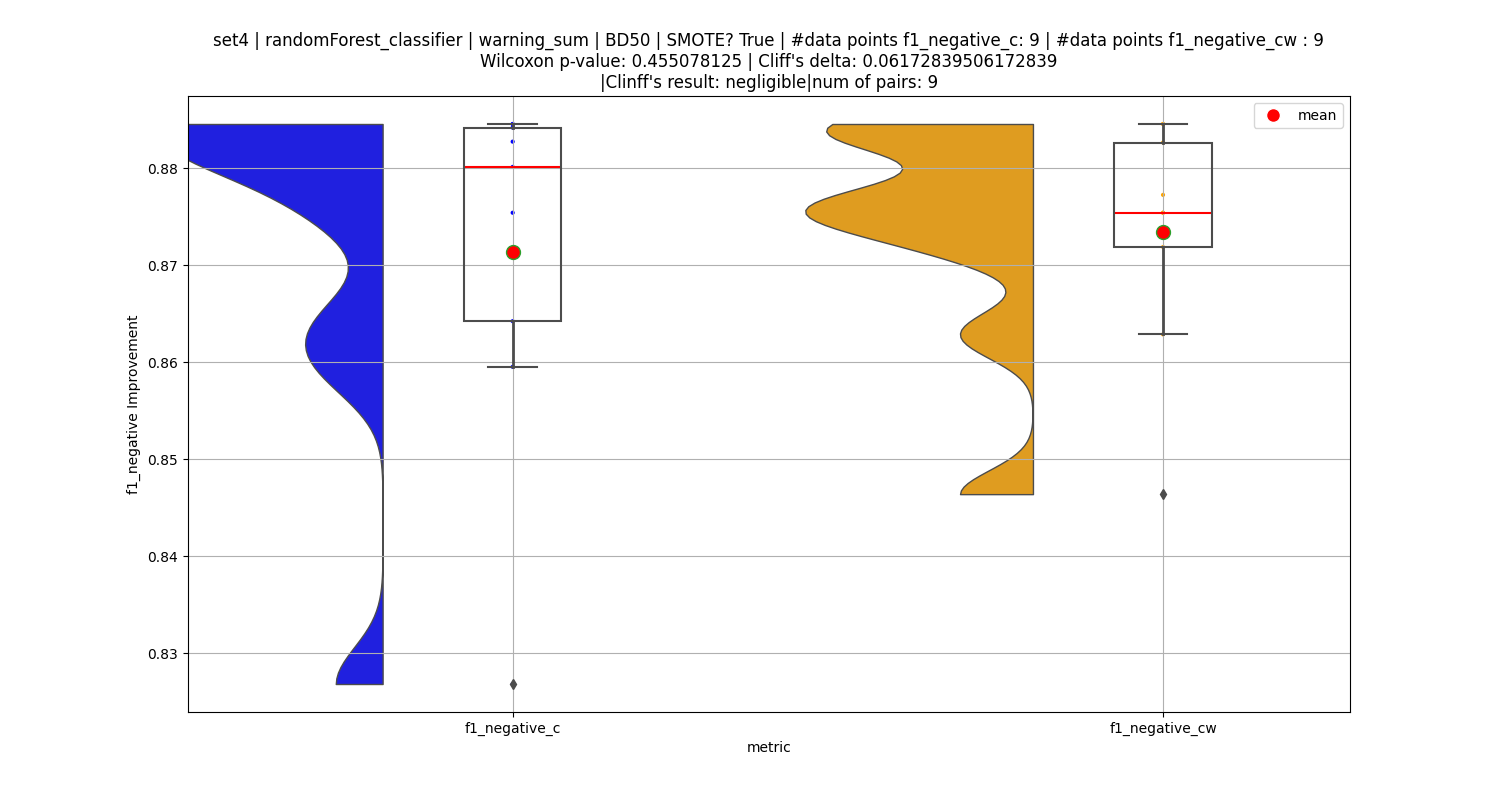 set4 | randomForest_classifier | warning_sum | BD50 | SMOTE? True | #data points f1_negative_c: 9 | #data points f1_negative_cw : 9
Wilcoxon p-value: 0.455078125 | Cliff's delta: 0.06172839506172839
|Clinff's result: negligible|num of pairs: 9
mean
0.88
0.87
0.86
0.85
0.84
0.83
f1_negative Improvement
f1_negative_c
f1_negative_cw
metric